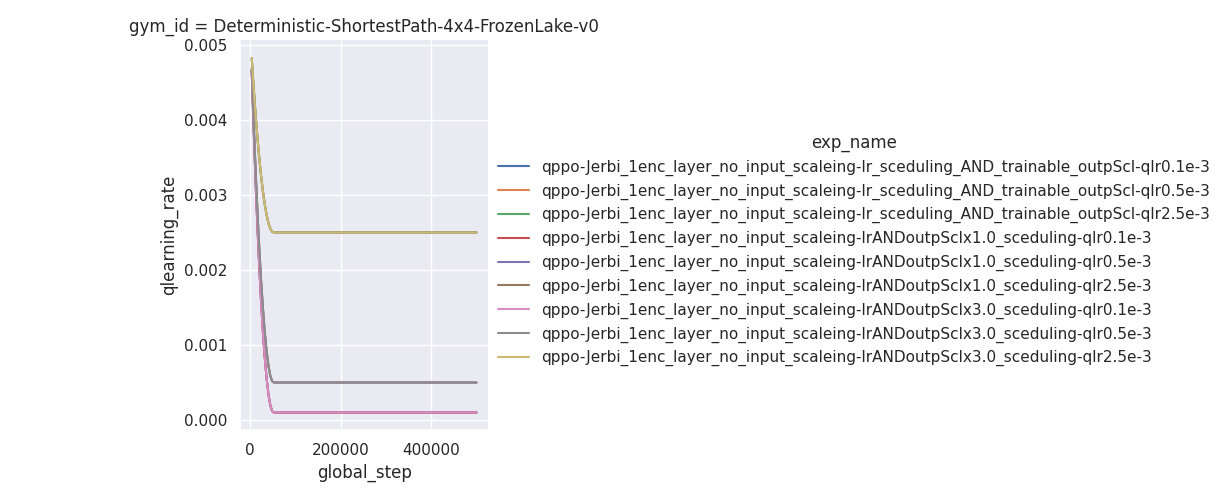 gym_id = Deterministic-ShortestPath-4x4-FrozenLake-v0
0.005
0.004
0.003
0.002
0.001
0.000
qlearning_rate
0 200000 400000
global_step
exp_name
qppo-Jerbi_1enc_layer_no_input_scaleing-lr_sceduling_AND_trainable_outpScl-qlr0.1e-3
qppo-Jerbi_1enc_layer_no_input_scaleing-lr_sceduling_AND_trainable_outpScl-qlr0.5e-3
qppo-Jerbi_1enc_layer_no_input_scaleing-lr_sceduling_AND_trainable_outpScl-qlr2.5e-3
qppo-Jerbi_1enc_layer_no_input_scaleing-lrANDoutpSclx1.0_sceduling-qlr0.1e-3
qppo-Jerbi_1enc_layer_no_input_scaleing-lrANDoutpSclx1.0_sceduling-qlr0.5e-3
qppo-Jerbi_1enc_layer_no_input_scaleing-lrANDoutpSclx1.0_sceduling-qlr2.5e-3
qppo-Jerbi_1enc_layer_no_input_scaleing-lrANDoutpSclx3.0_sceduling-qlr0.1e-3
qppo-Jerbi_1enc_layer_no_input_scaleing-lrANDoutpSclx3.0_sceduling-qlr0.5e-3
qppo-Jerbi_1enc_layer_no_input_scaleing-lrANDoutpSclx3.0_sceduling-qlr2.5e-3